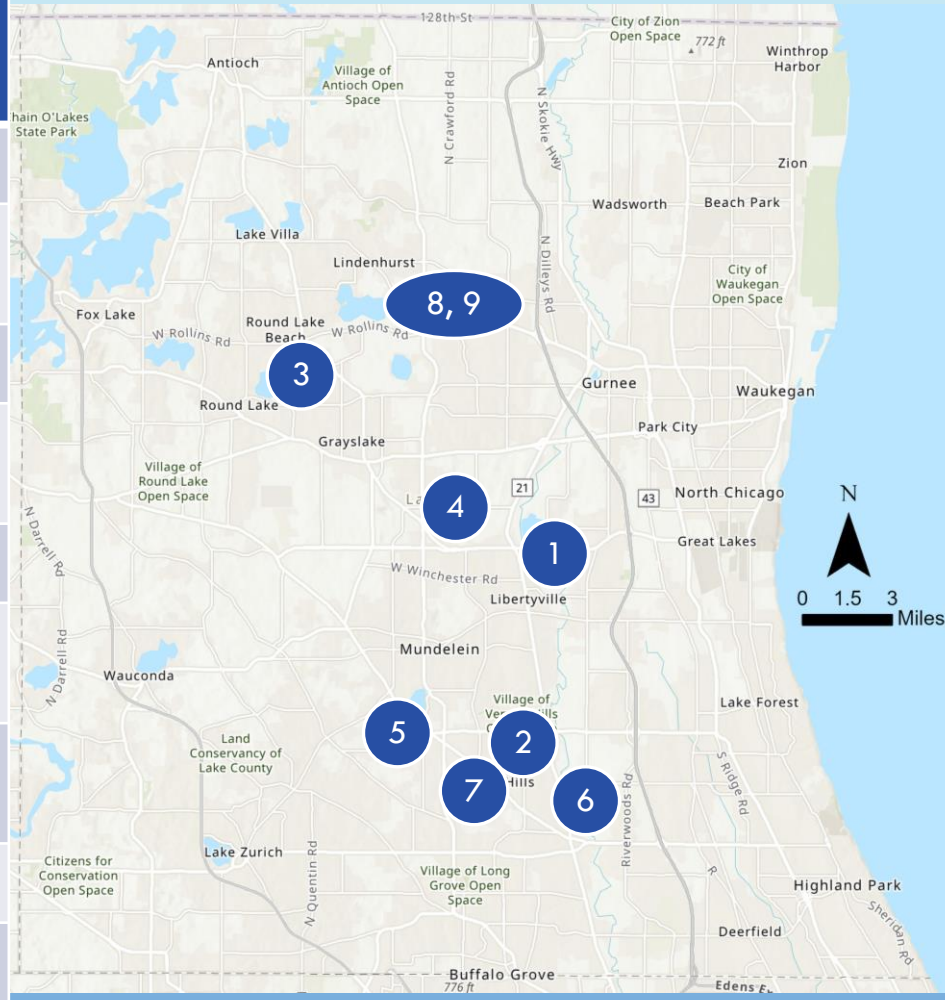 128th St
City of Zion
Open Space
772 ft
Winthrop
Harbor
Antioch
Village of
Antioch Open
Space
N Crawford Rd
N Skokie Hwy
hain O'Lakes
State Park
Zion
Wadsworth
Beach Park
Lake Villa
N Dilleys Rd
Lindenhurst
City of
Waukegan
Open Space
8, 9
Fox Lake
W Rollins Rd
Round Lake
Beach
W Rollins Rd
3
Gurnee
Waukegan
Round Lake
Park City
Grayslake
Village of
Round Lake
Open Space
21
43
North Chicago
N
La
4
N Darrell Rd
1
Great Lakes
W Winchester Rd
0 1.5 3
Miles
Libertyville
N Darrell Rd
Mundelein
Wauconda
Village of
Lake Forest
5
2
Land
Conservancy of
Lake County
S Ridge Rd
7
Hills
6
Riverwoods Rd
Lake Zurich
N Quentin Rd
Citizens for
Conservation
Open Space
Village of Long
Grove Open
Space
R
Highland Park
Sheridan Rd
Deerfield
Buffalo Grove
776 ft
Edens E